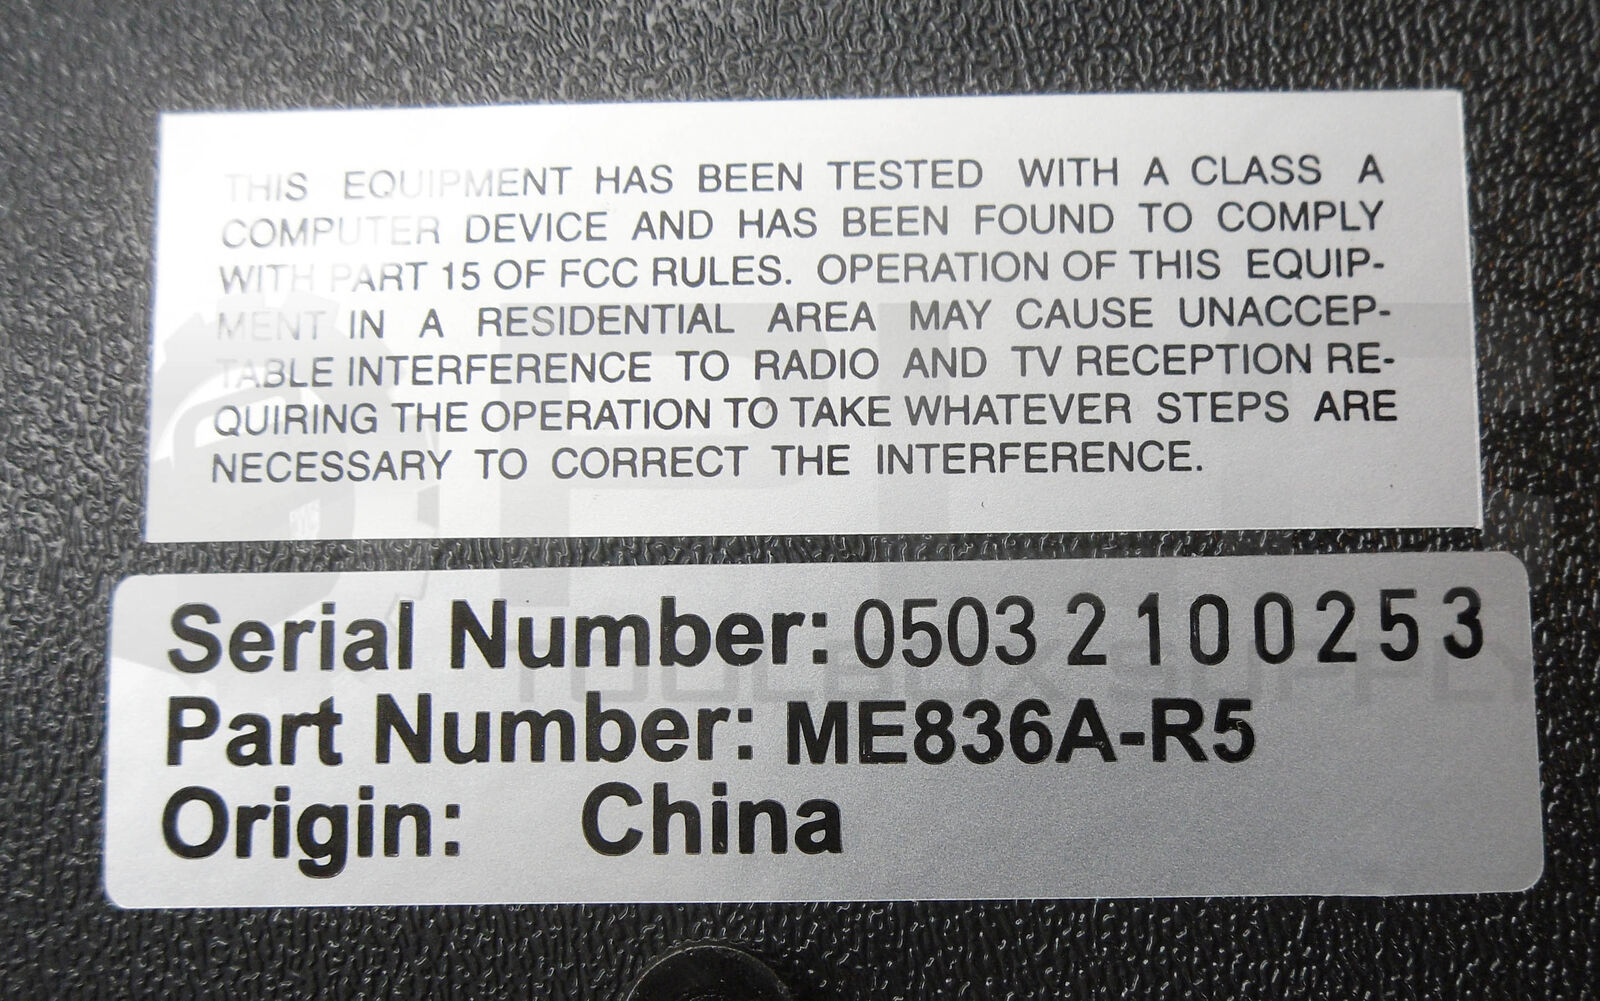 THIS EQUIPMENT HAS BEEN TESTED WITH A CLASS A
COMPUTER DEVICE AND HAS BEEN FOUND TO COMPLY
WITH PART 15 OF FCC RULES. OPERATION OF THIS EQUIP-
MENT IN A RESIDENTIAL AREA MAY CAUSE UNACCEP-
TABLE INTERFERENCE TO RADIO AND TV RECEPTION RE-
QUIRING THE OPERATION TO TAKE WHATEVER STEPS ARE
NECESSARY TO CORRECT THE INTERFERENCE.
Serial Number: 05032100253
Part Number: ME836A-R5
Origin: China
TOOLBOX SUPPLY